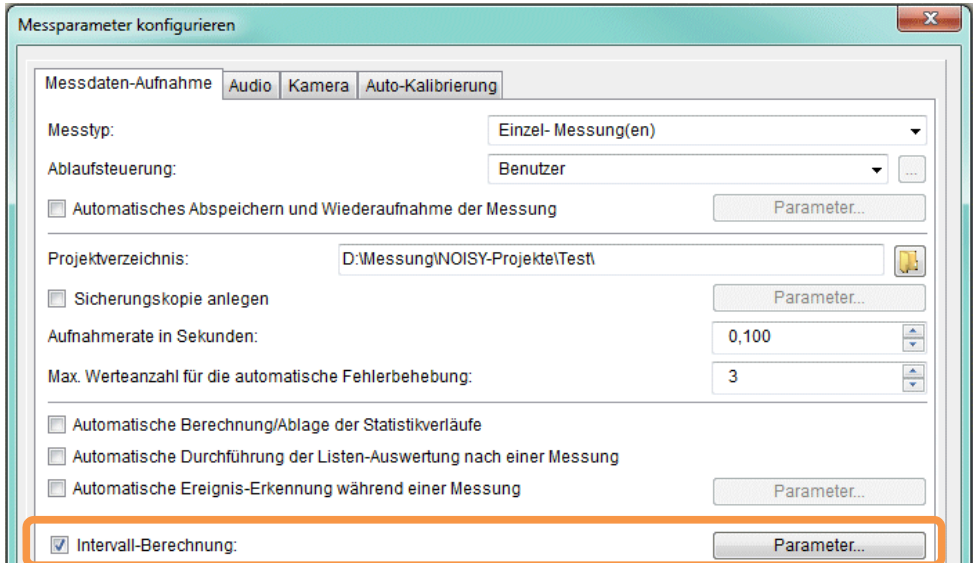 Messparameter konfigurieren
Messdaten-Aufnahme Audio Kamera Auto-Kalibrierung
Messtyp: Einzel- Messung(en)
Ablaufsteuerung: Benutzer ...
Automatisches Abspeichern und Wiederaufnahme der Messung Parameter...
Projektverzeichnis: D:\Messung\NOISY-Projekte\Test\
Sicherungskopie anlegen Parameter...
Aufnahmerate in Sekunden: 0,100
Max. Werteanzahl für die automatische Fehlerbehebung: 3
Automatische Berechnung/Ablage der Statistikverläufe
Automatische Durchführung der Listen-Auswertung nach einer Messung
Automatische Ereignis-Erkennung während einer Messung Parameter...
Intervall-Berechnung: Parameter...